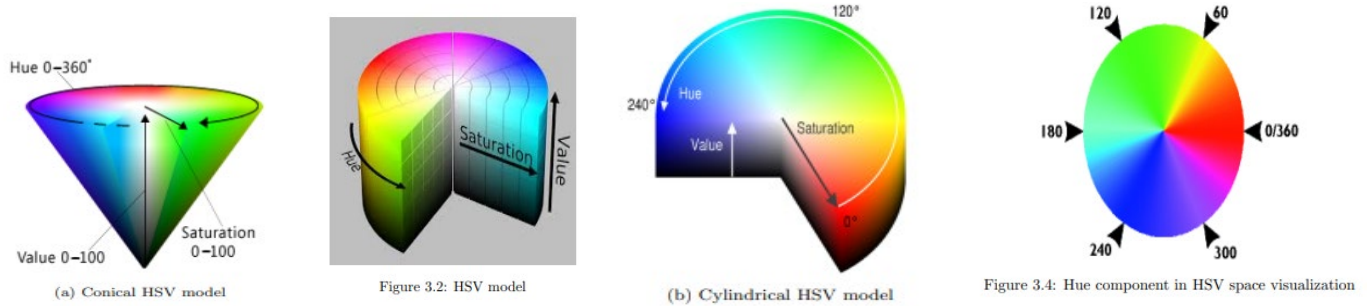 Hue 0-360°
Value 0-100
Saturation
0-100
(a) Conical HSV model
Hue
Saturation
Value
Figure 3.2: HSV model
120°
240°
Hue
Value
Saturation
0°
(b) Cylindrical HSV model
120
60
180
0/360
240
300
Figure 3.4: Hue component in HSV space visualization